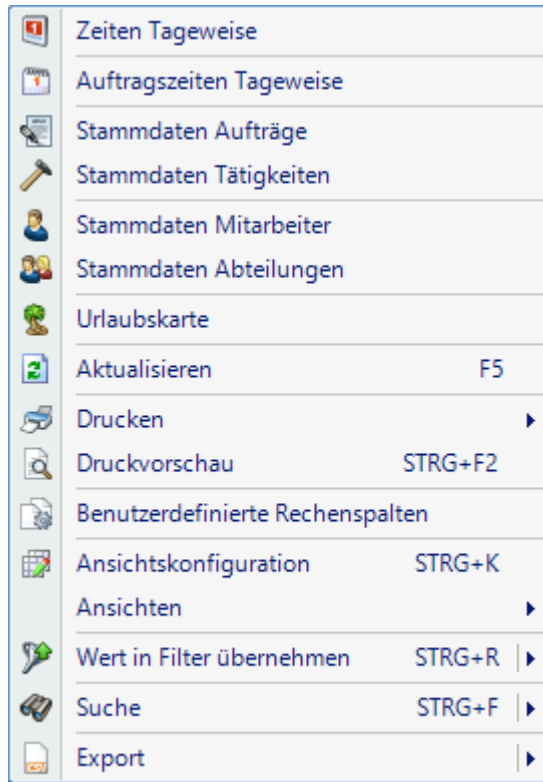 Zeiten Tageweise
Auftragszeiten Tageweise
Stammdaten Aufträge
Stammdaten Tätigkeiten
Stammdaten Mitarbeiter
Stammdaten Abteilungen
Urlaubskarte
Aktualisieren F5
Drucken
Druckvorschau STRG+F2
Benutzerdefinierte Rechenspalten
Ansichtskonfiguration STRG+K
Ansichten
Wert in Filter übernehmen STRG+R
Suche STRG+F
Export